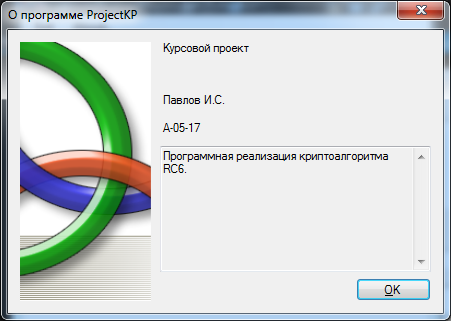 О программе ProjectKP
Курсовой проект
Павлов И.С.
А-05-17
Программная реализация криптоалгоритма
RC6.
OK